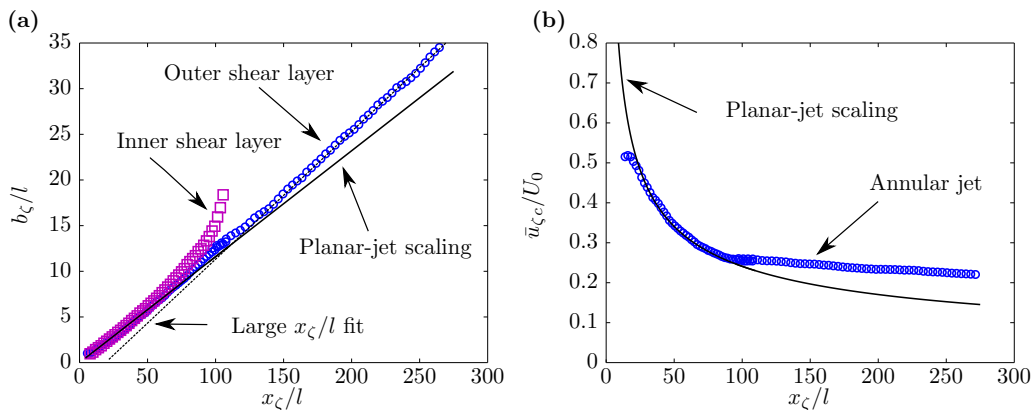 (a)
35
30
25
20
15
10
5
0
b_ζ/l
0 50 100 150 200 250 300
x_ζ/l
Outer shear layer
Inner shear layer
Planar-jet scaling
Large x_ζ/l fit
(b)
0.8
0.7
0.6
0.5
0.4
0.3
0.2
0.1
0
ū_ζc/U_0
0 50 100 150 200 250 300
x_ζ/l
Planar-jet scaling
Annular jet